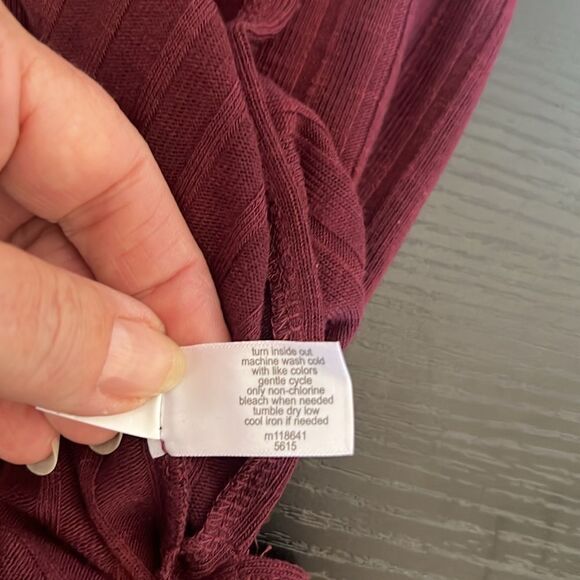 turn inside out
machine wash cold
with like colors
gentle cycle
only non-chlorine
bleach when needed
tumble dry low
cool iron if needed
m118641
5615